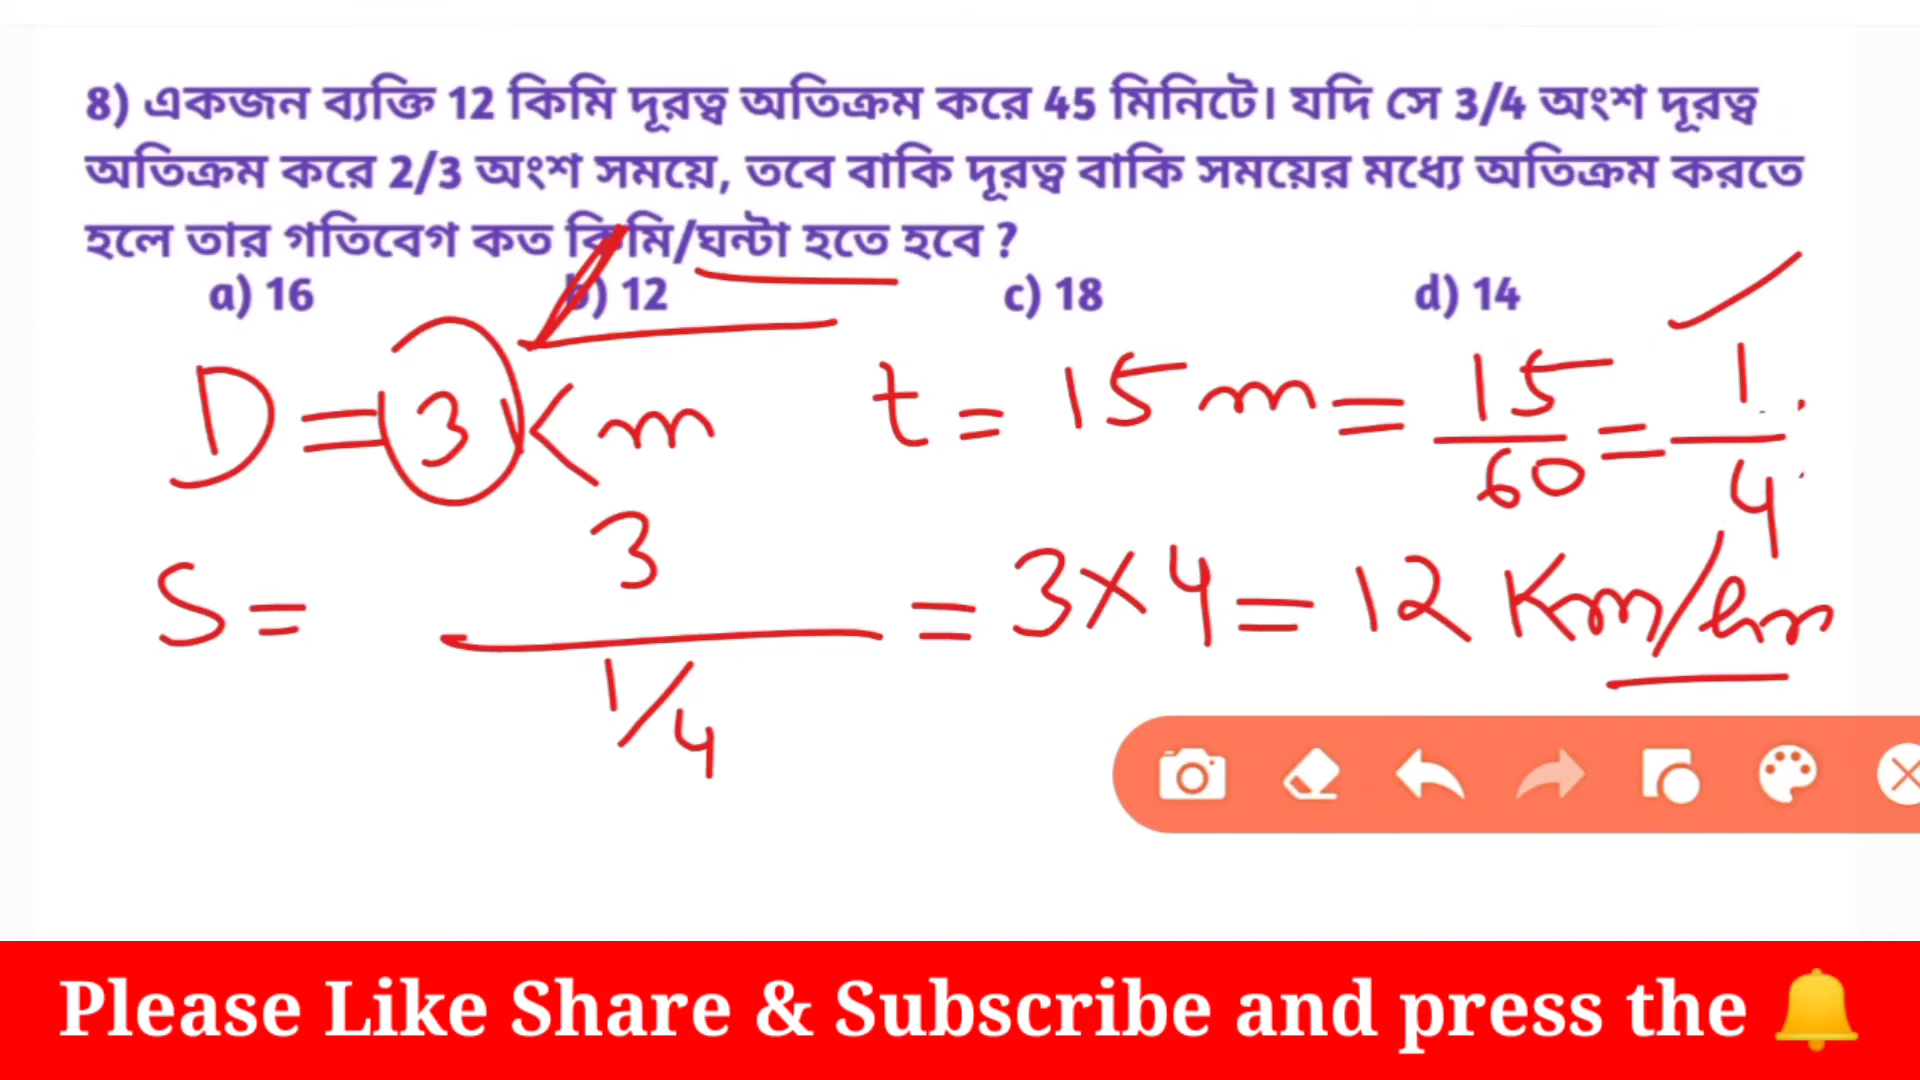 8) একজন ব্যক্তি 12 কিমি দূরত্ব অতিক্রম করে 45 মিনিটে। যদি সে 3/4 অংশ দূরত্ব
অতিক্রম করে 2/3 অংশ সময়ে, তবে বাকি দূরত্ব বাকি সময়ের মধ্যে অতিক্রম করতে
হলে তার গতিবেগ কত কিমি/ঘন্টা হতে হবে ?
a) 16 b) 12 c) 18 d) 14
D = 3 Km t = 15 m = 15/60 = 1/4
S = 3 / 1/4 = 3 × 4 = 12 Km/hr
Please Like Share & Subscribe and press the